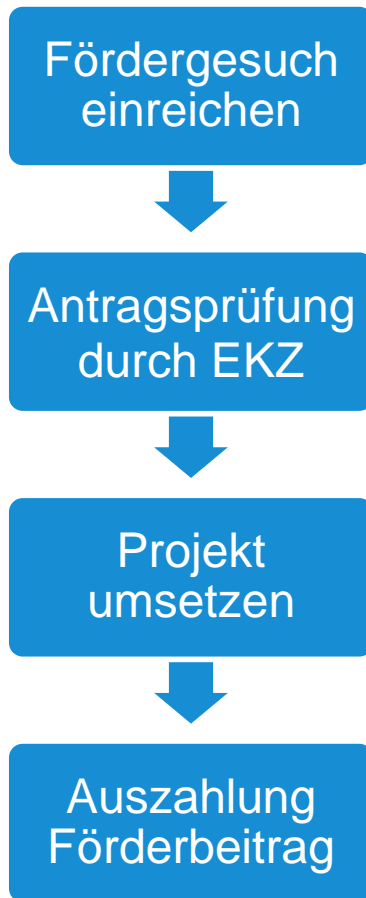 Fördergesuch
einreichen
Antragsprüfung
durch EKZ
Projekt
umsetzen
Auszahlung
Förderbeitrag